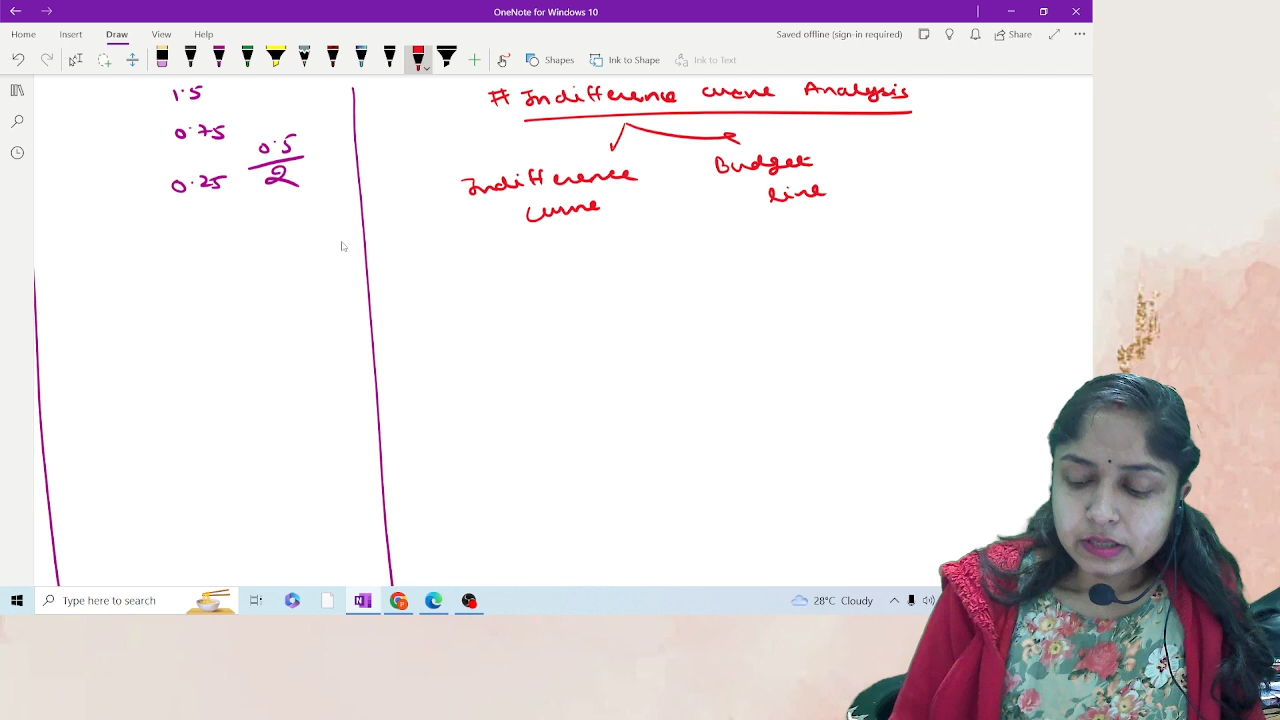 OneNote for Windows 10
Home Insert Draw View Help
Saved offline (sign-in required)
Share
Shapes
Ink to Shape
Ink to Text
1.5
0.75
0.5
2
0.25
# Indifference curve Analysis
Indifference
curve
Budget
line
Type here to search
28°C Cloudy